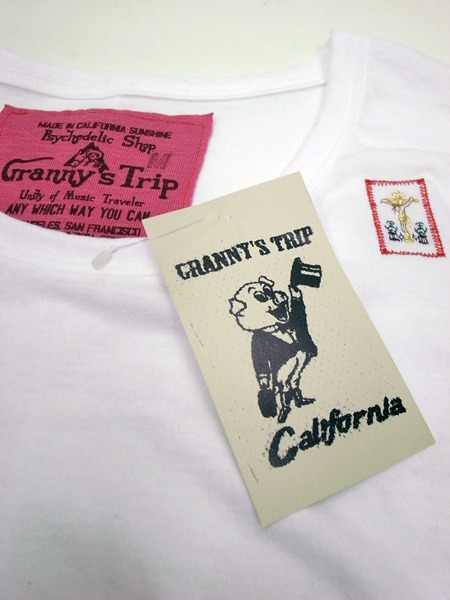 MADE IN CALIFORNIA SUNSHINE
Psychedelic Shop
M
Granny's Trip
Unity of Music Traveler
ANY WHICH WAY YOU CAN
SAN FRANCISCO
GRANNY'S TRIP
California